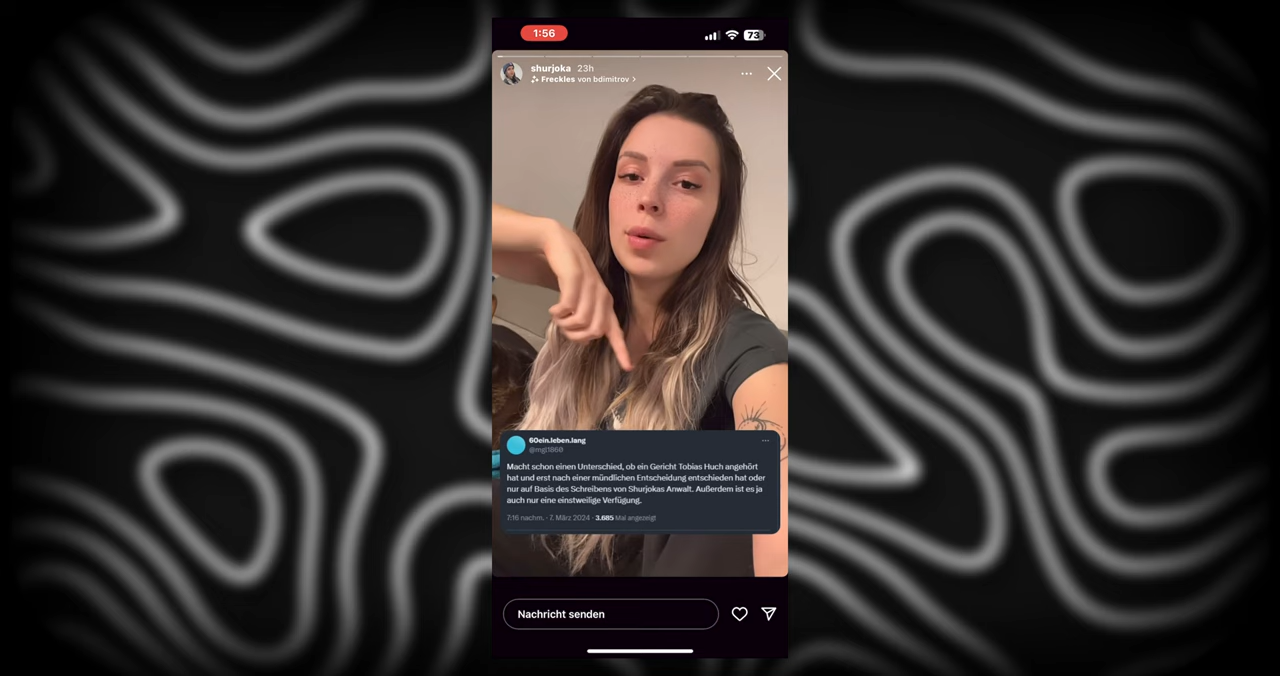 1:56
73
shurjoka 23h
Freckles von bdimitrov >
60ein.leben.lang
@mgl1860
Macht schon einen Unterschied, ob ein Gericht Tobias Huch angehört
hat und erst nach einer mündlichen Entscheidung entschieden hat oder
nur auf Basis des Schreibens von Shurjokas Anwalt. Außerdem ist es ja
auch nur eine einstweilige Verfügung.
7:16 nachm. · 7. März 2024 · 3.685 Mal angezeigt
Nachricht senden